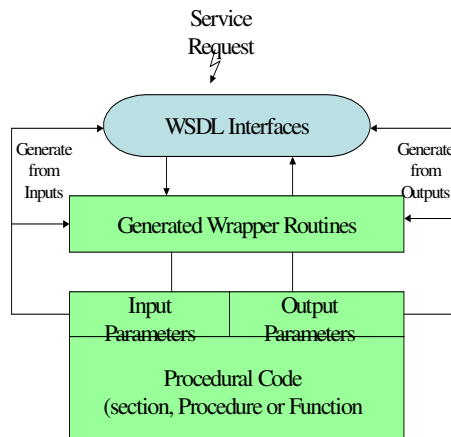 Service
Request
WSDL Interfaces
Generate
from
Inputs
Generate
from
Outputs
Generated Wrapper Routines
Input
Parameters
Output
Parameters
Procedural Code
(section, Procedure or Function